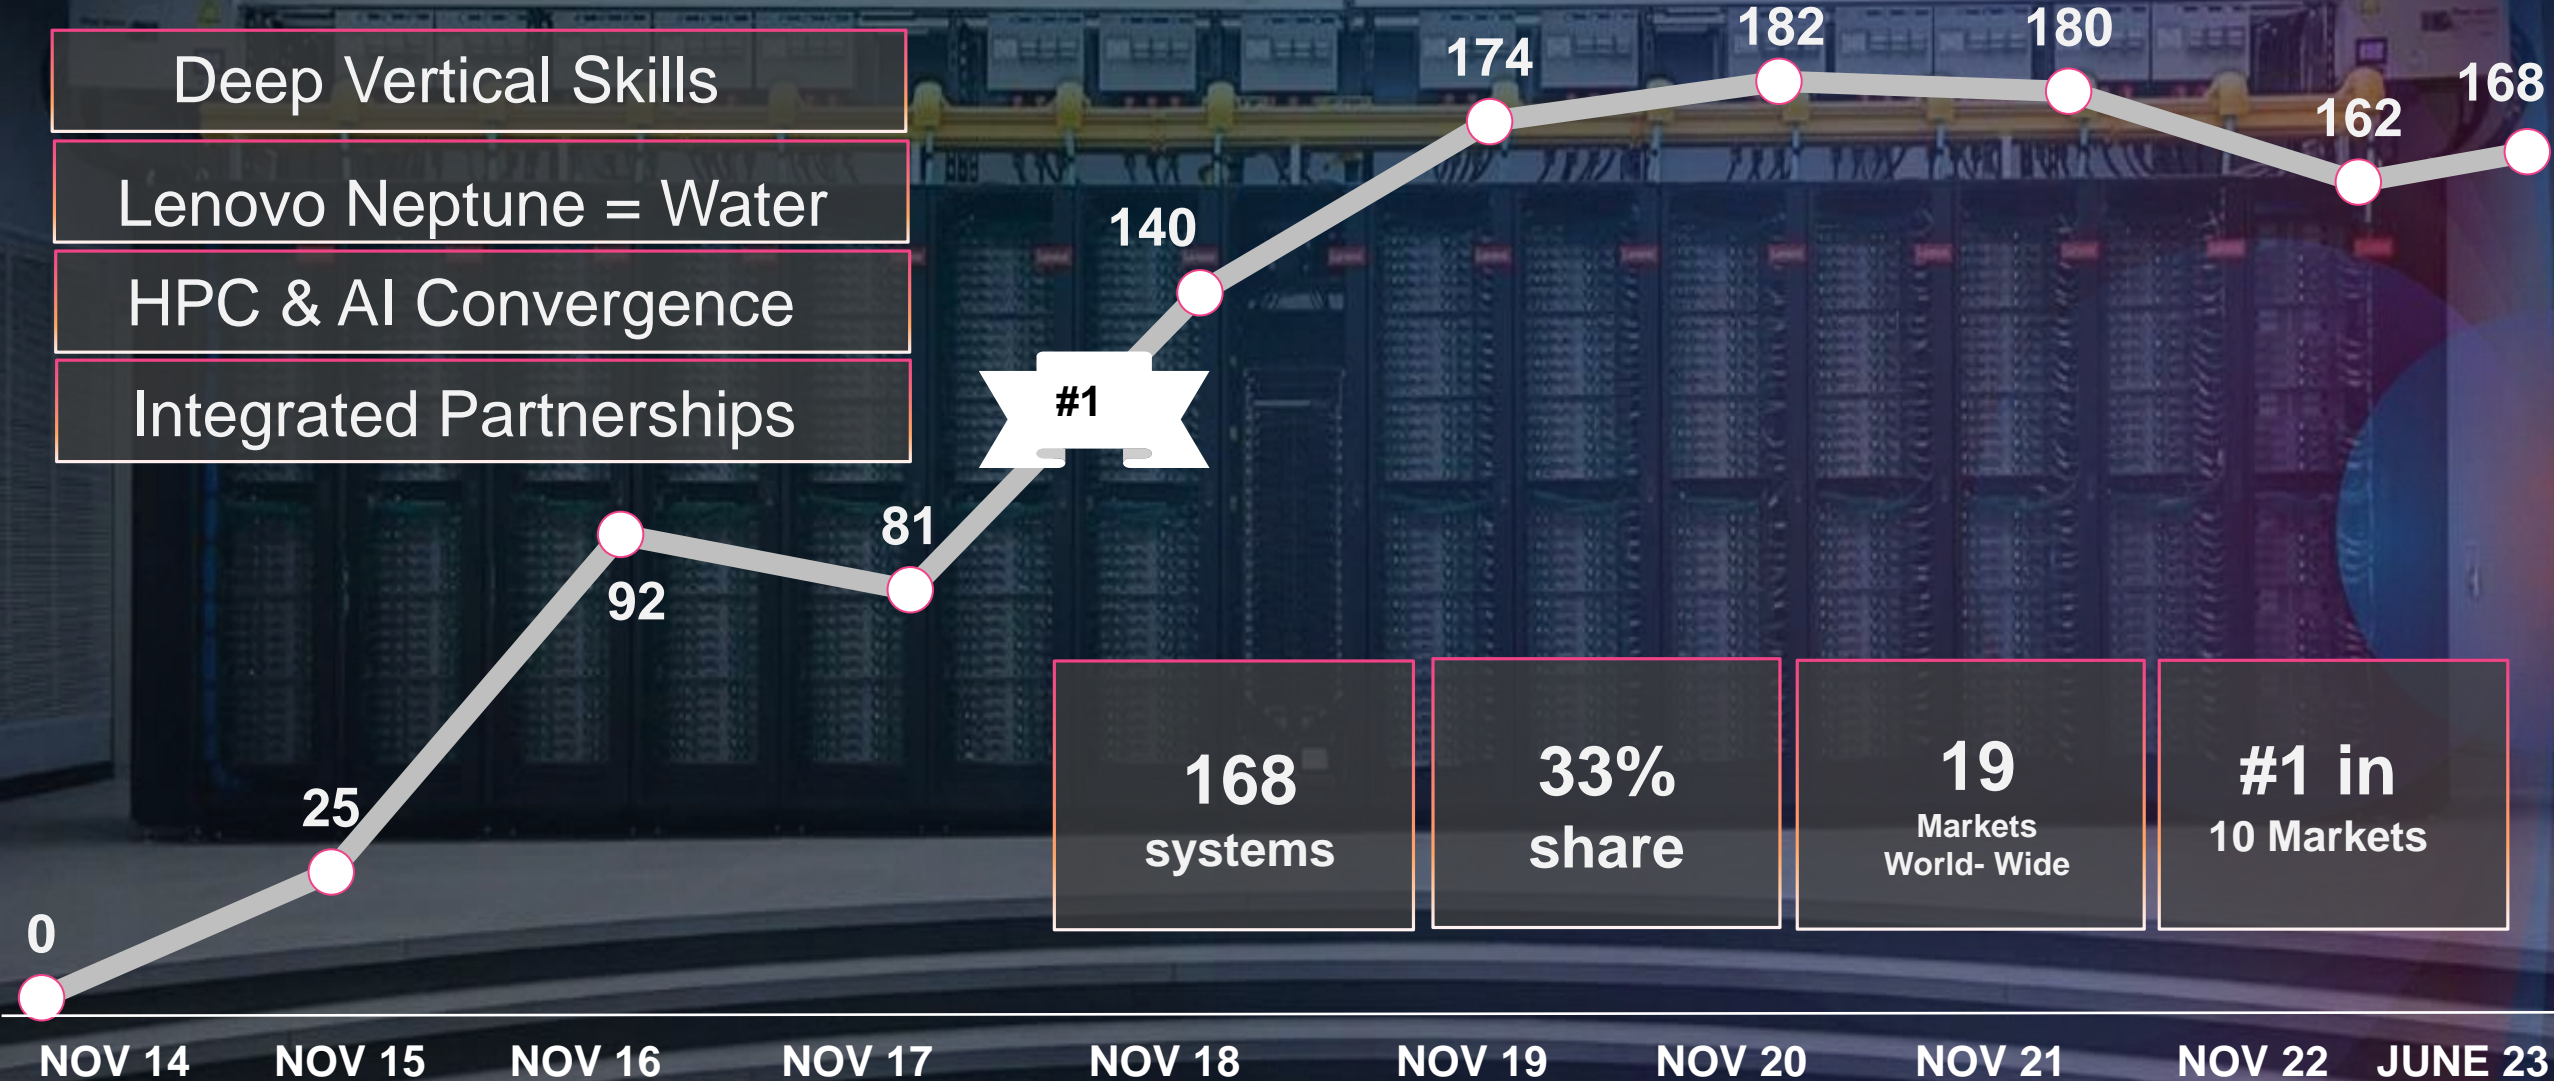 Deep Vertical Skills
Lenovo Neptune = Water
HPC & AI Convergence
Integrated Partnerships
0
25
92
81
#1
140
174
182
180
162
168
168
systems
33%
share
19
Markets
World- Wide
#1 in
10 Markets
NOV 14
NOV 15
NOV 16
NOV 17
NOV 18
NOV 19
NOV 20
NOV 21
NOV 22
JUNE 23